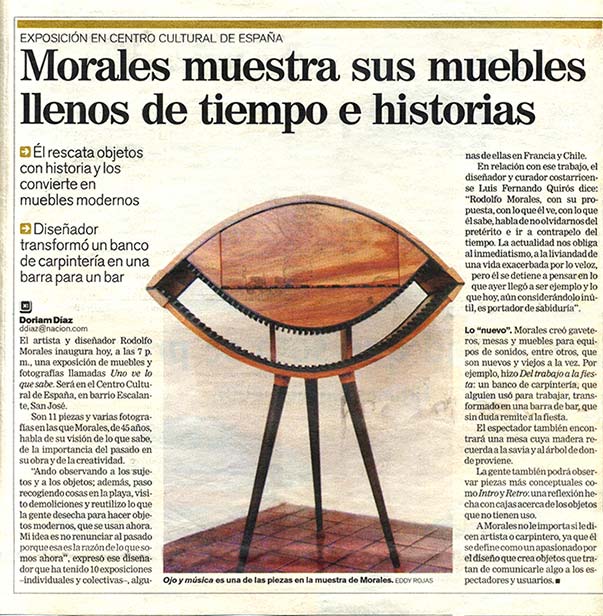 EXPOSICIÓN EN CENTRO CULTURAL DE ESPAÑA
Morales muestra sus muebles
llenos de tiempo e historias
Él rescata objetos
con historia y los
convierte en
muebles modernos
Diseñador
transformó un banco
de carpintería en una
barra para un bar
Doriam Díaz
ddiaz@nacion.com
El artista y diseñador Rodolfo
Morales inaugura hoy, a las 7 p.
m., una exposición de muebles y
fotografías llamadas Uno ve lo
que sabe. Será en el Centro Cultu-
ral de España, en barrio Escalan-
te, San José.
Son 11 piezas y varias fotogra-
fías en las que Morales, de 45 años,
habla de su visión de lo que sabe,
de la importancia del pasado en
su obra y de la creatividad.
"Ando observando a los suje-
tos y a los objetos; además, paso
recogiendo cosas en la playa, visito
demoliciones y reutilizo lo que
la gente desecha para hacer obje-
tos modernos, que se usan ahora.
Mi idea es no renunciar al pasado
porque esa es la razón de lo que so-
mos ahora", expresó ese diseña-
dor que ha tenido 10 exposiciones
–individuales y colectivas–, algu-
Ojo y música es una de las piezas en la muestra de Morales. EDDY ROJAS
nas de ellas en Francia y Chile.
En relación con ese trabajo, el
diseñador y curador costarricen-
se Luis Fernando Quirós dice:
"Rodolfo Morales, con su pro-
puesta, con lo que él ve, con lo que
él sabe, habla de no olvidarnos del
pretérito e ir a contrapelo del
tiempo. La actualidad nos obliga
al inmediatismo, a la liviandad de
una vida exacerbada por lo veloz,
pero él se detiene a pensar en lo
que ayer llegó a ser ejemplo y lo
que hoy, aún considerándolo inú-
til, es portador de sabiduría".
Lo "nuevo". Morales creó gavete-
ros, mesas y muebles para equi-
pos de sonidos, entre otros, que
son nuevos y viejos a la vez. Por
ejemplo, hizo Del trabajo a la fies-
ta: un banco de carpintería, que
alguien usó para trabajar, trans-
formado en una barra de bar, que
sin duda remite a la fiesta.
El espectador también encon-
trará una mesa cuya madera re-
cuerda a la savia y al árbol de don-
de proviene.
La gente también podrá obser-
var piezas más conceptuales co-
mo Intro y Retro: una reflexión he-
cha con cajas acerca de los objetos
que no tienen uso.
A Morales no le importa si le di-
cen artista o carpintero, ya que él
se define como un apasionado por
el diseño que crea objetos que tra-
tan de comunicarle algo a los es-
pectadores y usuarios.